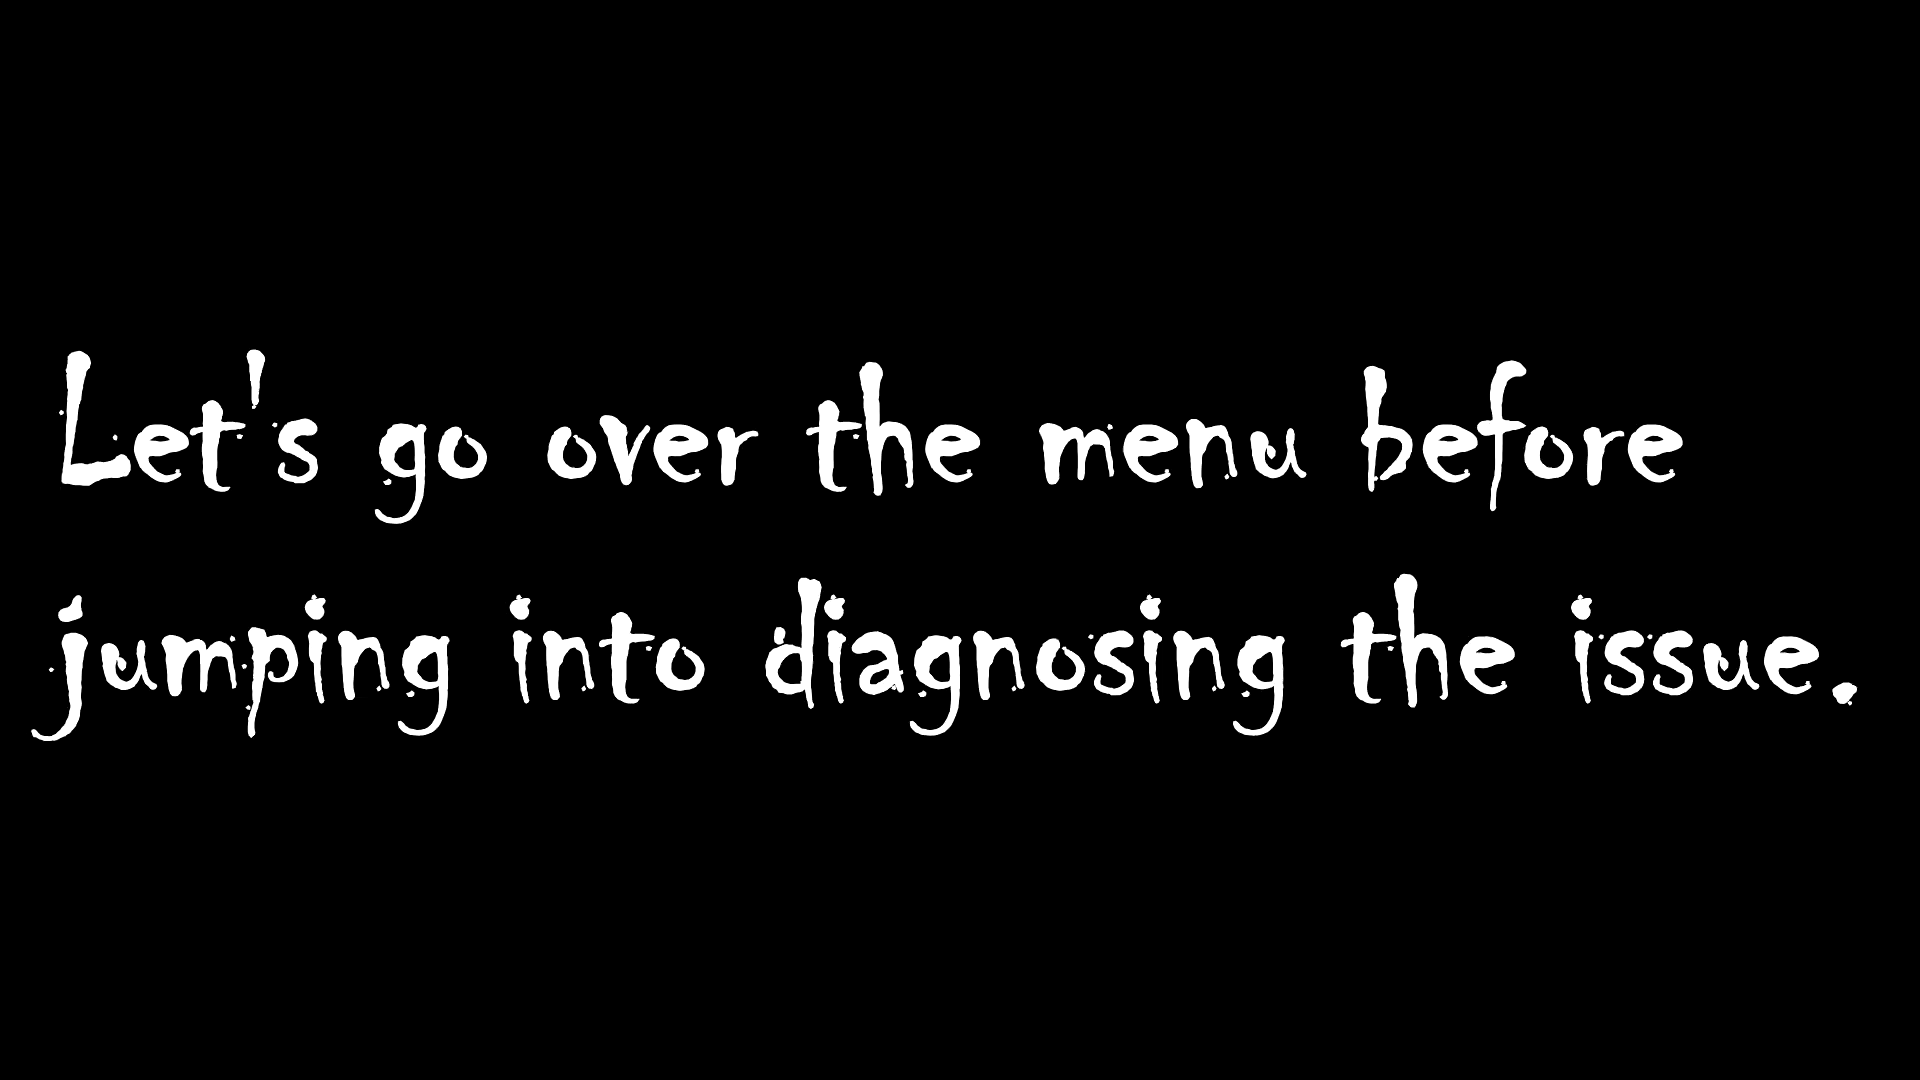 Let's go over the menu before
jumping into diagnosing the issue.